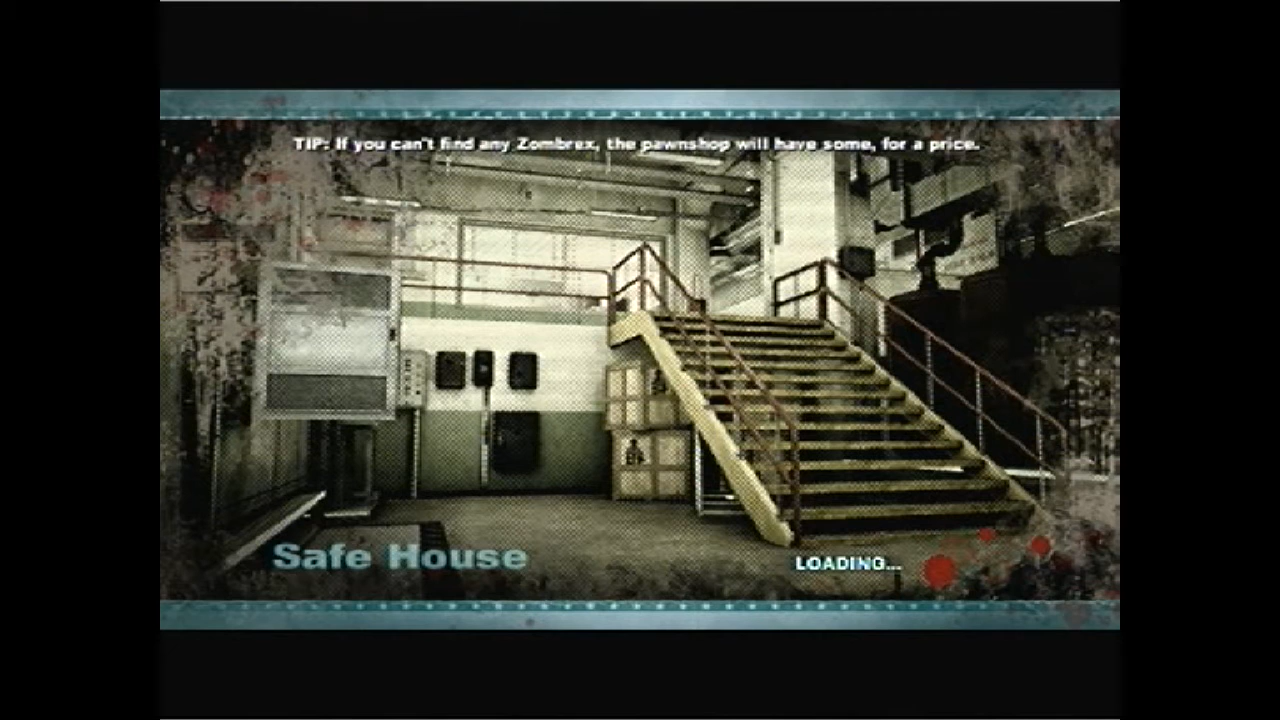 TIP: If you can't find any Zombrex, the pawnshop will have some, for a price.
Safe House
LOADING...